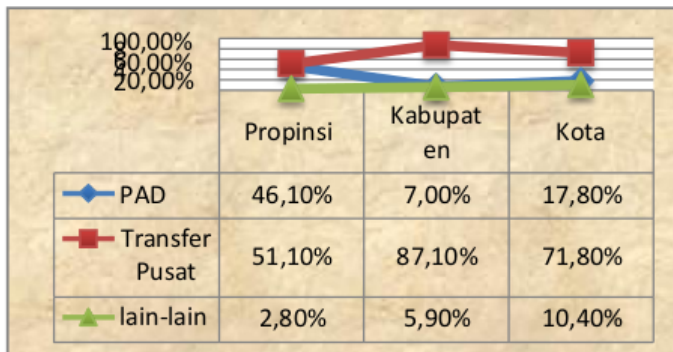 100,00%
60,00%
20,00%
Propinsi
Kabupat
en
Kota
PAD
46,10%
7,00%
17,80%
Transfer
Pusat
51,10%
87,10%
71,80%
lain-lain
2,80%
5,90%
10,40%